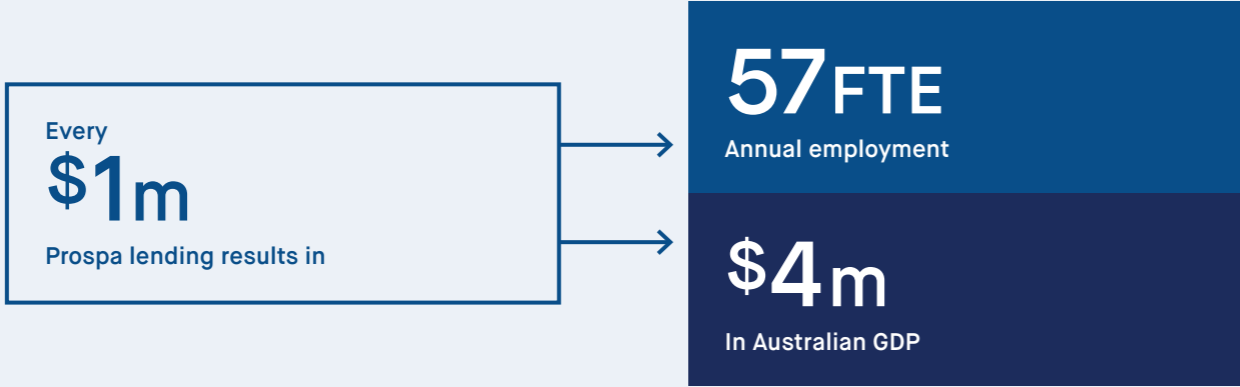 Every
$1m
Prospa lending results in
57FTE
Annual employment
$4m
In Australian GDP